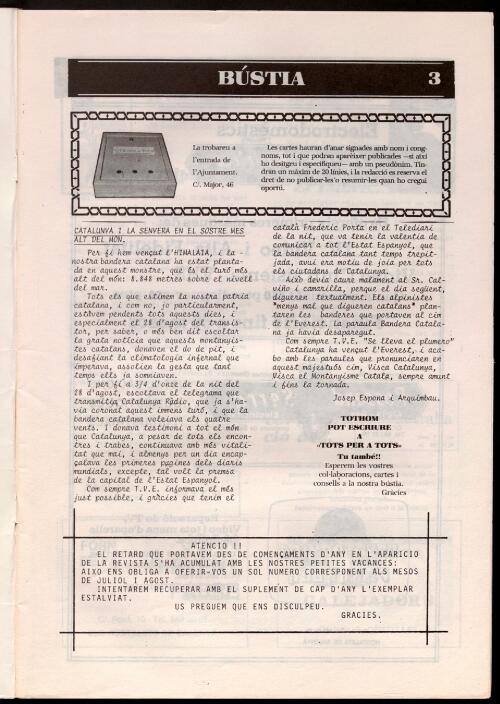 BÚSTIA 3
La trobareu a
l'entrada de
l'Ajuntament.
C/. Major, 46
Les cartes hauran d'anar signades amb nom i cong-
noms, tot i que podran aparèixer publicades —si així
ho desitgeu i especifiqueu— amb un pseudònim. Tin-
dran un màxim de 20 línies, i la redacció es reserva el
dret de no publicar-les o resumir-les quan ho cregui
oportú.
CATALUNYA I LA SENYERA EN EL SOSTRE MES
ALT DEL MÓN.
Per fi hem vençut l'HIMALAIA, i la
nostra bandera catalana ha estat planta-
da en aquest monstre, que és el turó més
alt del món: 8.848 metres sobre el nivell
del mar.
Tots els que estimem la nostra patria
catalana, i com no, jo particularment,
estàvem pendents tots aquests dies, i
especialment el 28 d'agost del transis-
tor, per saber, o més ben dit escoltar
la grata notícia que aquests montanyis-
tes catalans, donaven el do de pit, i
desafiant la climatologia infernal que
imperava, assolien la gesta que tant
temps ells ja somniaven.
I per fi a 3/4 d'onze de la nit del
28 d'agost, escoltava el telegrama que
transmitia Catalunya Ràdio, que ja s'ha-
via coronat aquest immens turó, i que la
bandera catalana voleiava els quatre
vents. I donava testimoni a tot el món
que Catalunya, a pesar de tots els encon-
tres i trabes, continuava amb més vitali-
tat que mai, i almenys per un dia encap-
çalava les primeres pàgines dels diaris
mundials, excepte, tal volt la premsa
de la capital de l'Estat Espanyol.
Com sempre T.V.E. informava el més
just possible, i gràcies que tenim el
català Frederic Porta en el Telediari
de la nit, que va tenir la valentia de
comunicar a tot l'Estat Espanyol, que
la bandera catalana tant temps trepit-
jada, avui era motiu de joia per tots
els ciutadans de Catalunya.
Això devia caure malament al Sr. Cal-
viño i camarilla, perque el dia següent,
digueren textualment. Els alpinistes
"menys mal que digueren catalans" plan-
taren les banderes que portaven al cim
de l'Everest. la paraula Bandera Catala-
na ja havia desaparegut.
Com sempre T.V.E. "Se lleva el plumero"
Catalunya ha vençut l'Everest, i aca-
bo amb les paraules que pronunciaren en
aquest majestuós cim, Visca Catalunya,
Visca el Montanyisme Català, sempre amunt
i fins la tornada.
Josep Espona i Arquimbau.
TOTHOM
POT ESCRIURE
A
«TOTS PER A TOTS»
Tu també!!
Esperem les vostres
col·laboracions, cartes i
consells a la nostra bústia.
Gràcies
ATENCIO !!
EL RETARD QUE PORTAVEM DES DE COMENÇAMENTS D'ANY EN L'APARICIO
DE LA REVISTA S'HA ACUMULAT AMB LES NOSTRES PETITES VACANCES:
AIXO ENS OBLIGA A OFERIR-VOS UN SOL NUMERO CORRESPONENT ALS MESOS
DE JULIOL I AGOST.
INTENTAREM RECUPERAR AMB EL SUPLEMENT DE CAP D'ANY L'EXEMPLAR
ESTALVIAT.
US PREGUEM QUE ENS DISCULPEU.
GRACIES.